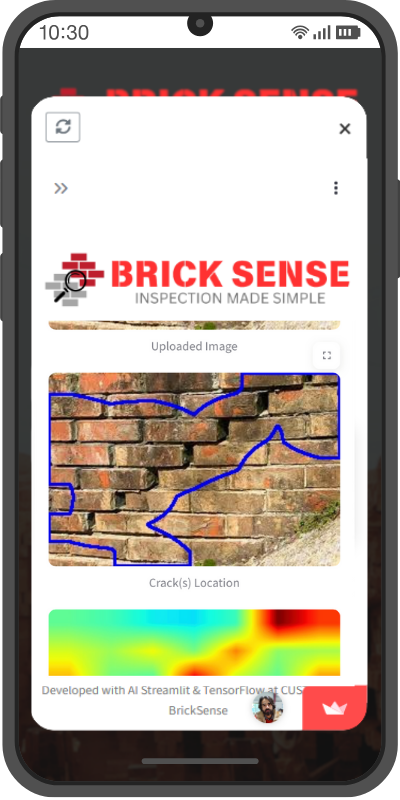 10:30
BRICK SENSE
BRICK SENSE
INSPECTION MADE SIMPLE
Uploaded Image
Crack(s) Location
Developed with AI Streamlit & TensorFlow at CUS
BrickSense